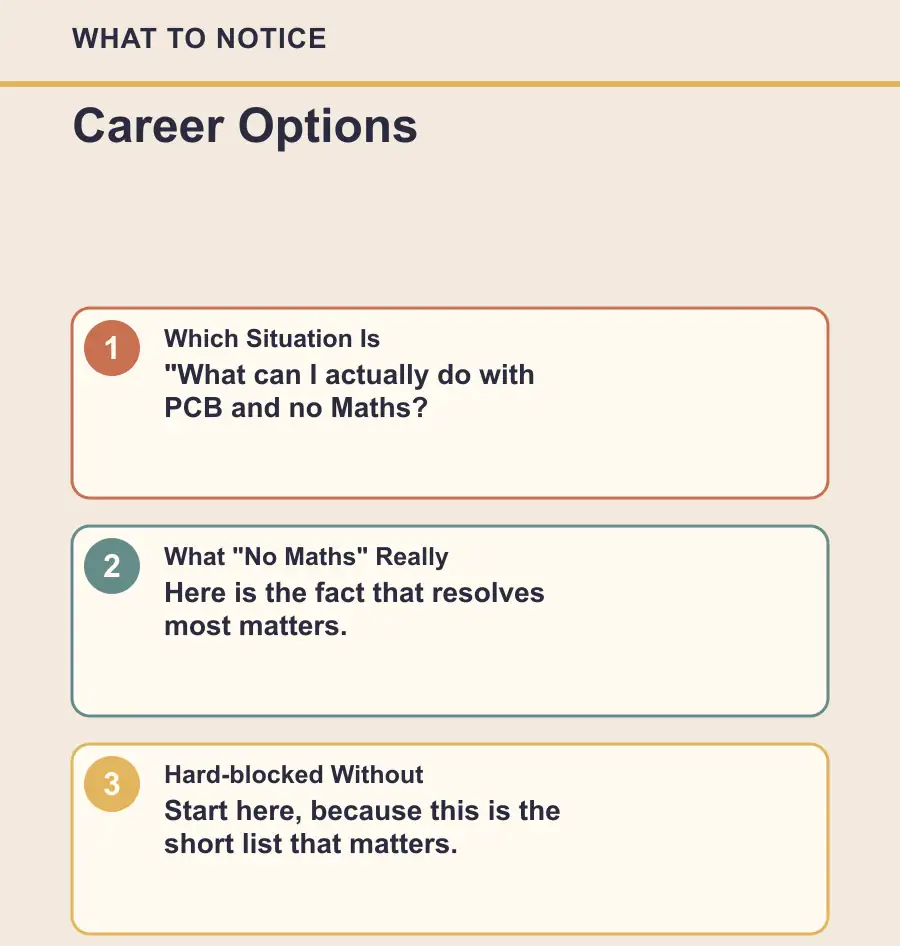 WHAT TO NOTICE
Career Options
1
Which Situation Is
"What can I actually do with
PCB and no Maths?
2
What "No Maths" Really
Here is the fact that resolves
most matters.
3
Hard-blocked Without
Start here, because this is the
short list that matters.